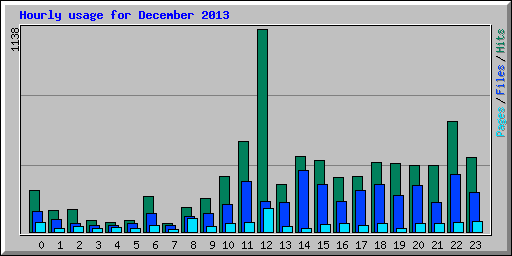 Hourly usage for December 2013
1138
Pages/Files/Hits
0 1 2 3 4 5 6 7 8 9 10 11 12 13 14 15 16 17 18 19 20 21 22 23